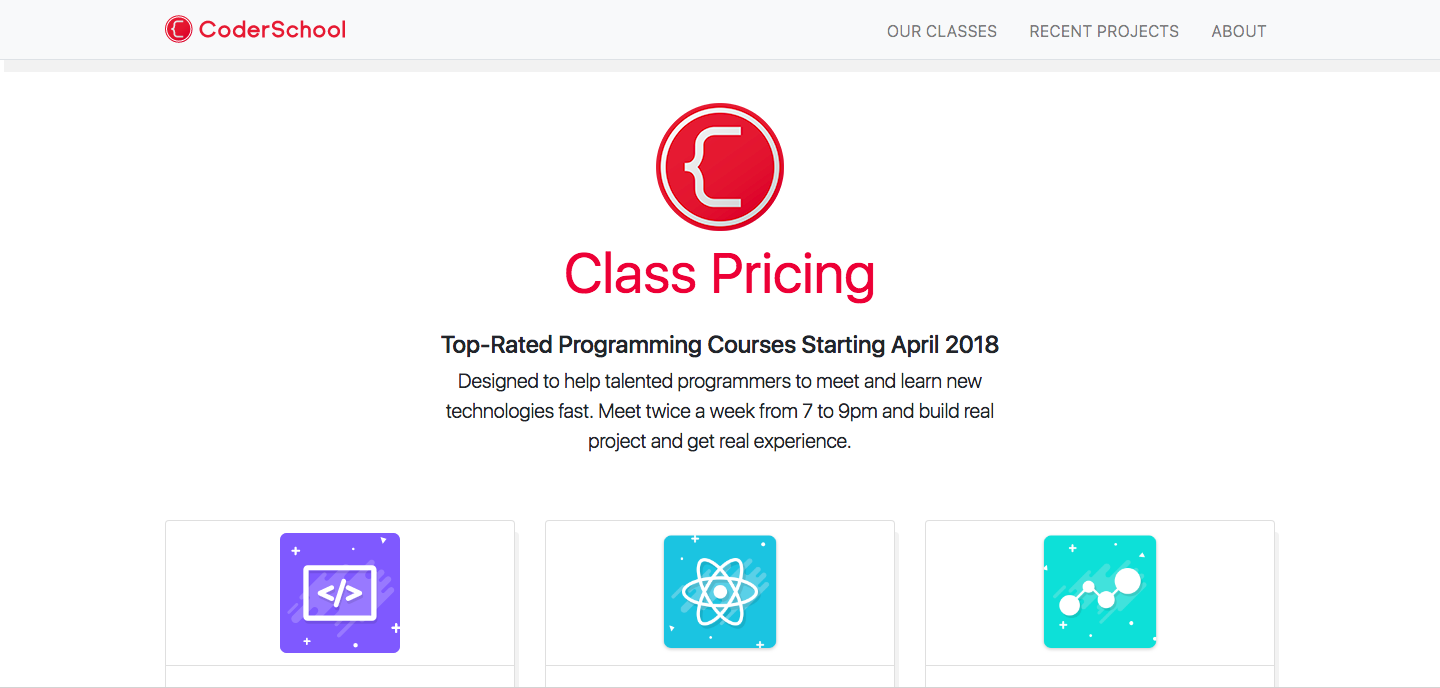 CoderSchool
OUR CLASSES RECENT PROJECTS ABOUT
Class Pricing
Top-Rated Programming Courses Starting April 2018
Designed to help talented programmers to meet and learn new
technologies fast. Meet twice a week from 7 to 9pm and build real
project and get real experience.
</>